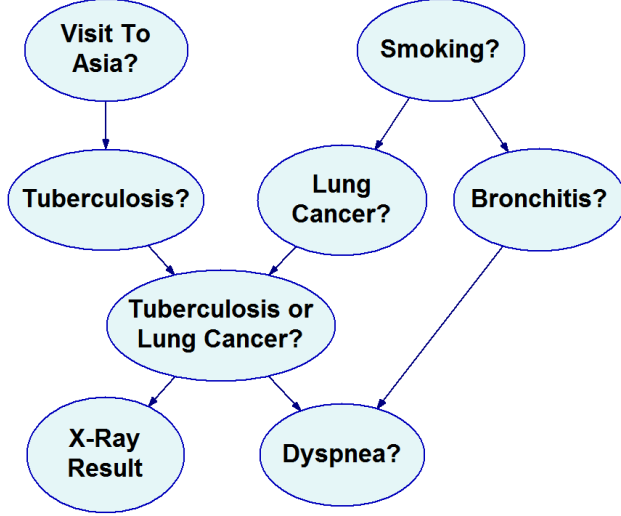 Visit To
Asia?
Smoking?
Tuberculosis?
Lung
Cancer?
Bronchitis?
Tuberculosis or
Lung Cancer?
X-Ray
Result
Dyspnea?